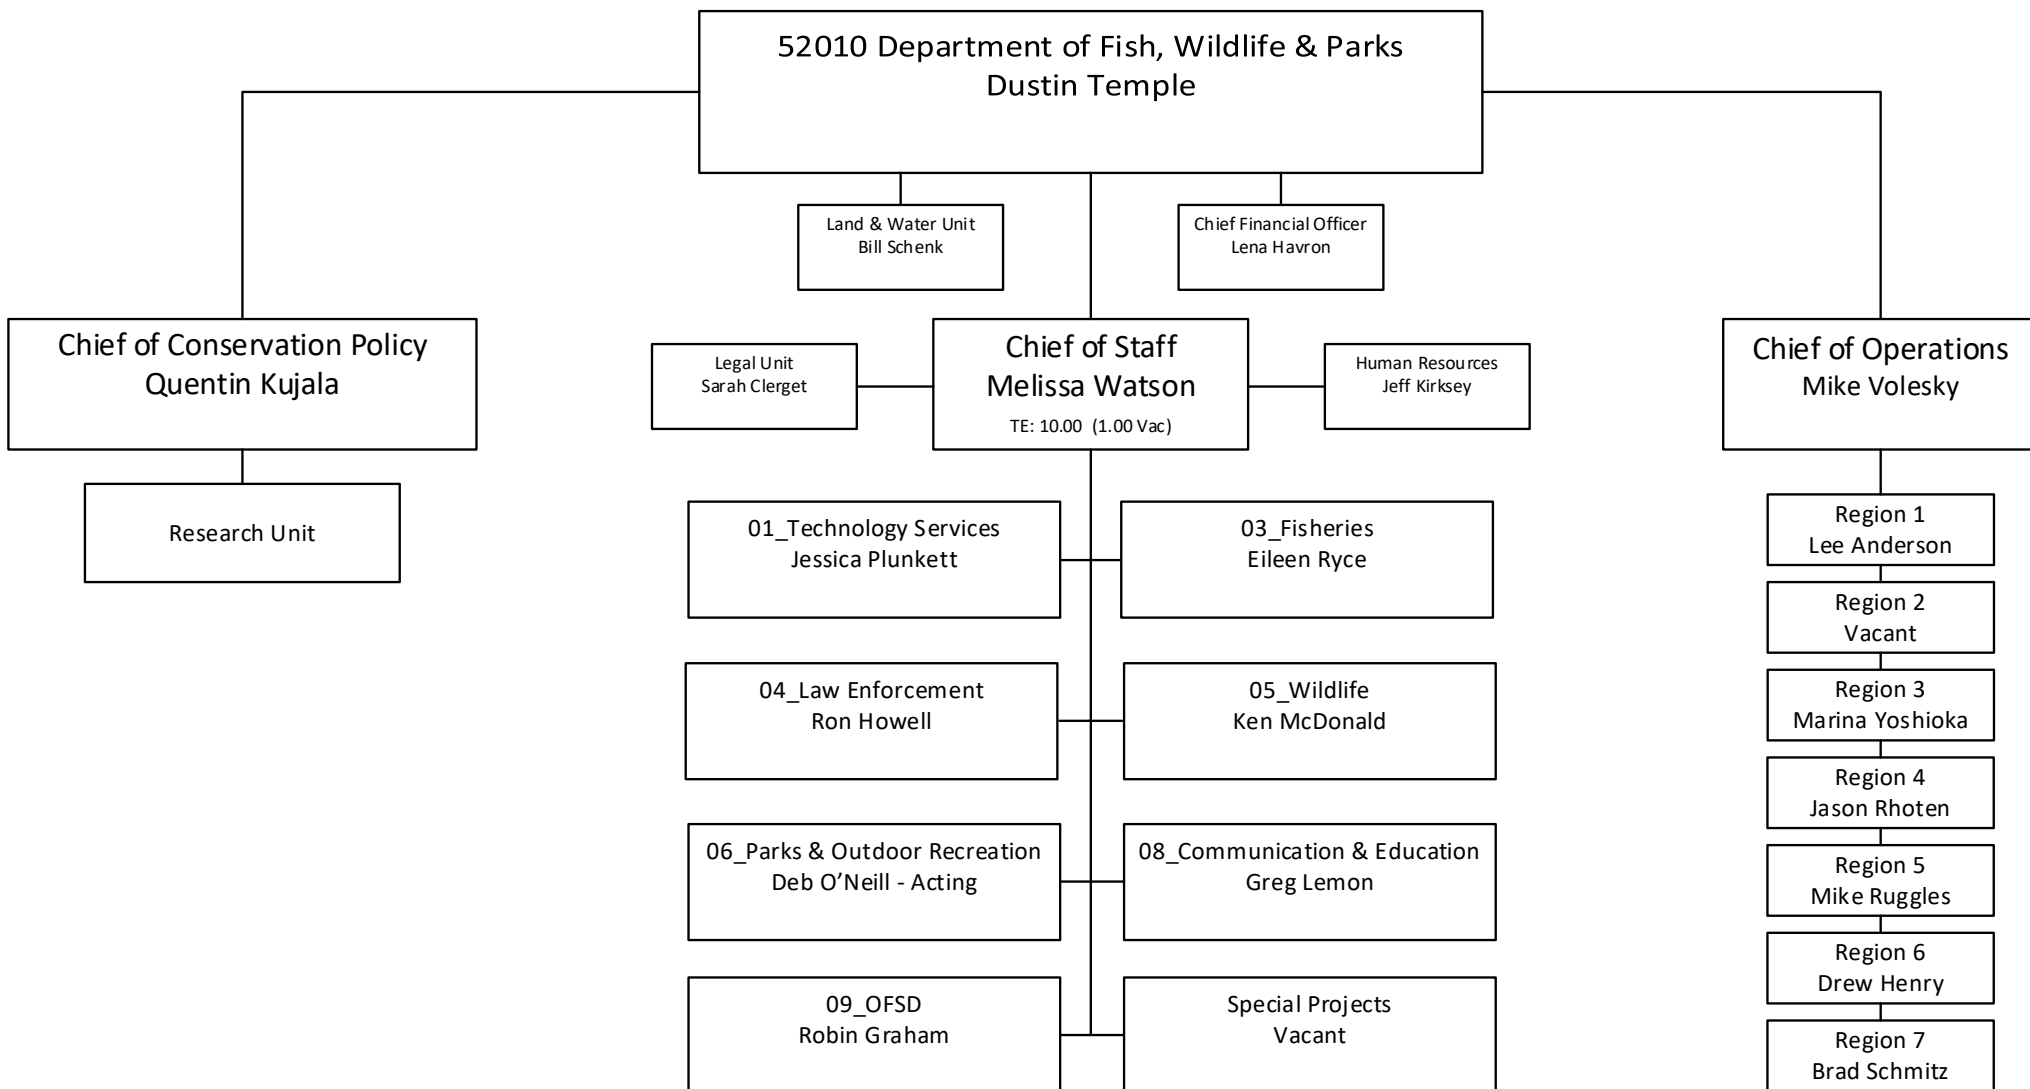 52010 Department of Fish, Wildlife & Parks
Dustin Temple
Land & Water Unit
Bill Schenk
Chief Financial Officer
Lena Havron
Chief of Conservation Policy
Quentin Kujala
Research Unit
Legal Unit
Sarah Clerget
Chief of Staff
Melissa Watson
TE: 10.00 (1.00 Vac)
Human Resources
Jeff Kirksey
01_Technology Services
Jessica Plunkett
03_Fisheries
Eileen Ryce
04_Law Enforcement
Ron Howell
05_Wildlife
Ken McDonald
06_Parks & Outdoor Recreation
Deb O’Neill - Acting
08_Communication & Education
Greg Lemon
09_OFSD
Robin Graham
Special Projects
Vacant
Chief of Operations
Mike Volesky
Region 1
Lee Anderson
Region 2
Vacant
Region 3
Marina Yoshioka
Region 4
Jason Rhoten
Region 5
Mike Ruggles
Region 6
Drew Henry
Region 7
Brad Schmitz